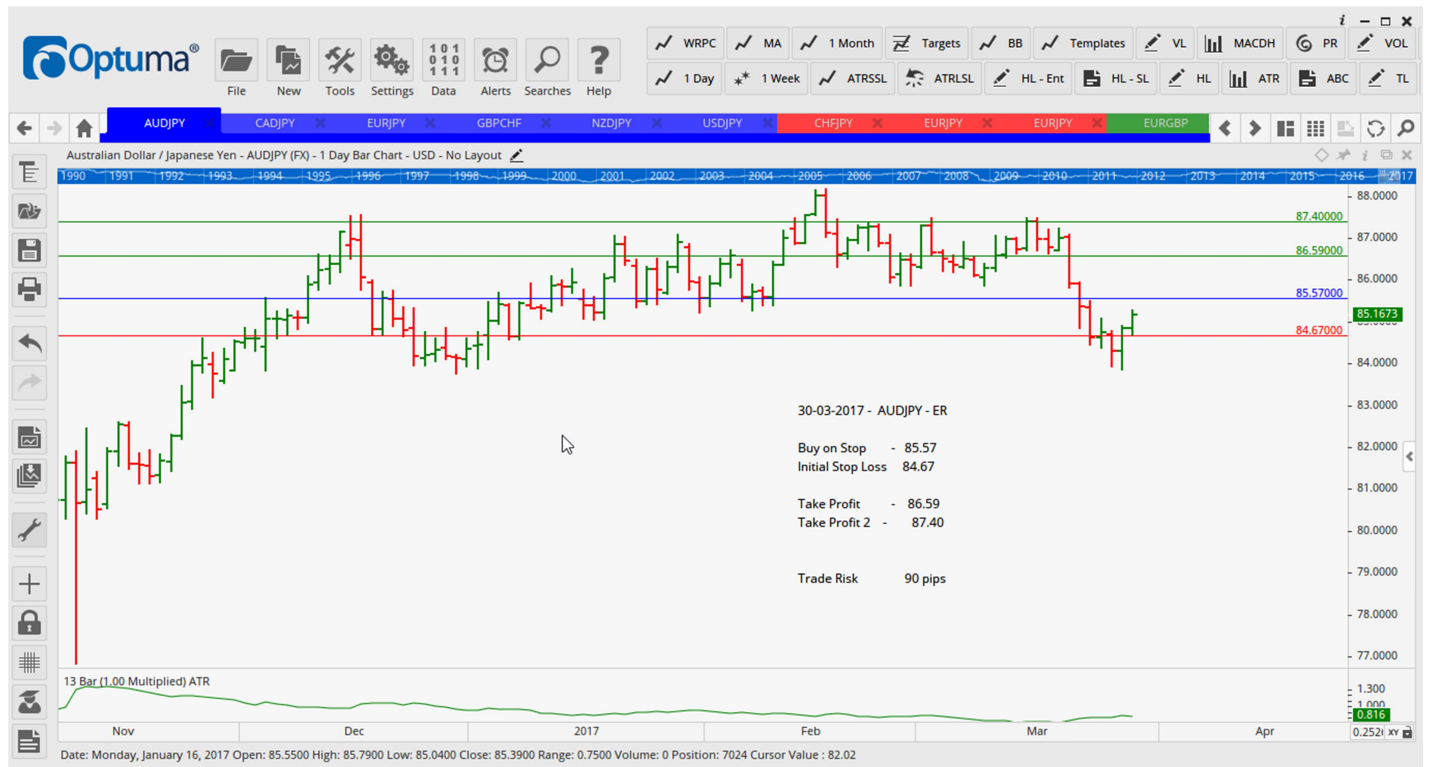 i
Optuma®
File
New
Tools
Settings
101
010
111
Data
Alerts
Searches
?
Help
WRPC
MA
1 Month
Targets
BB
Templates
VL
MACDH
PR
VOL
1 Day
1 Week
ATRSSL
ATRLSL
HL - Ent
HL - SL
HL
ATR
ABC
TL
AUDJPY
CADJPY
EURJPY
GBPCHF
NZDJPY
USDJPY
CHFJPY
EURJPY
EURJPY
EURGBP
Australian Dollar / Japanese Yen - AUDJPY (FX) - 1 Day Bar Chart - USD - No Layout
i
1990 1991 1992 1993 1994 1995 1996 1997 1998 1999 2000 2001 2002 2003 2004 2005 2006 2007 2008 2009 2010 2011 2012 2013 2014 2015 2016 2017
88.0000
87.40000
87.0000
86.59000
86.0000
85.57000
85.1673
84.67000
84.0000
83.0000
82.0000
81.0000
80.0000
79.0000
78.0000
77.0000
30-03-2017 - AUDJPY - ER
Buy on Stop - 85.57
Initial Stop Loss 84.67
Take Profit - 86.59
Take Profit 2 - 87.40
Trade Risk 90 pips
13 Bar (1.00 Multiplied) ATR
1.300
1.000
0.816
Nov Dec 2017 Feb Mar Apr
XY
Date: Monday, January 16, 2017 Open: 85.5500 High: 85.7900 Low: 85.0400 Close: 85.3900 Range: 0.7500 Volume: 0 Position: 7024 Cursor Value : 82.02